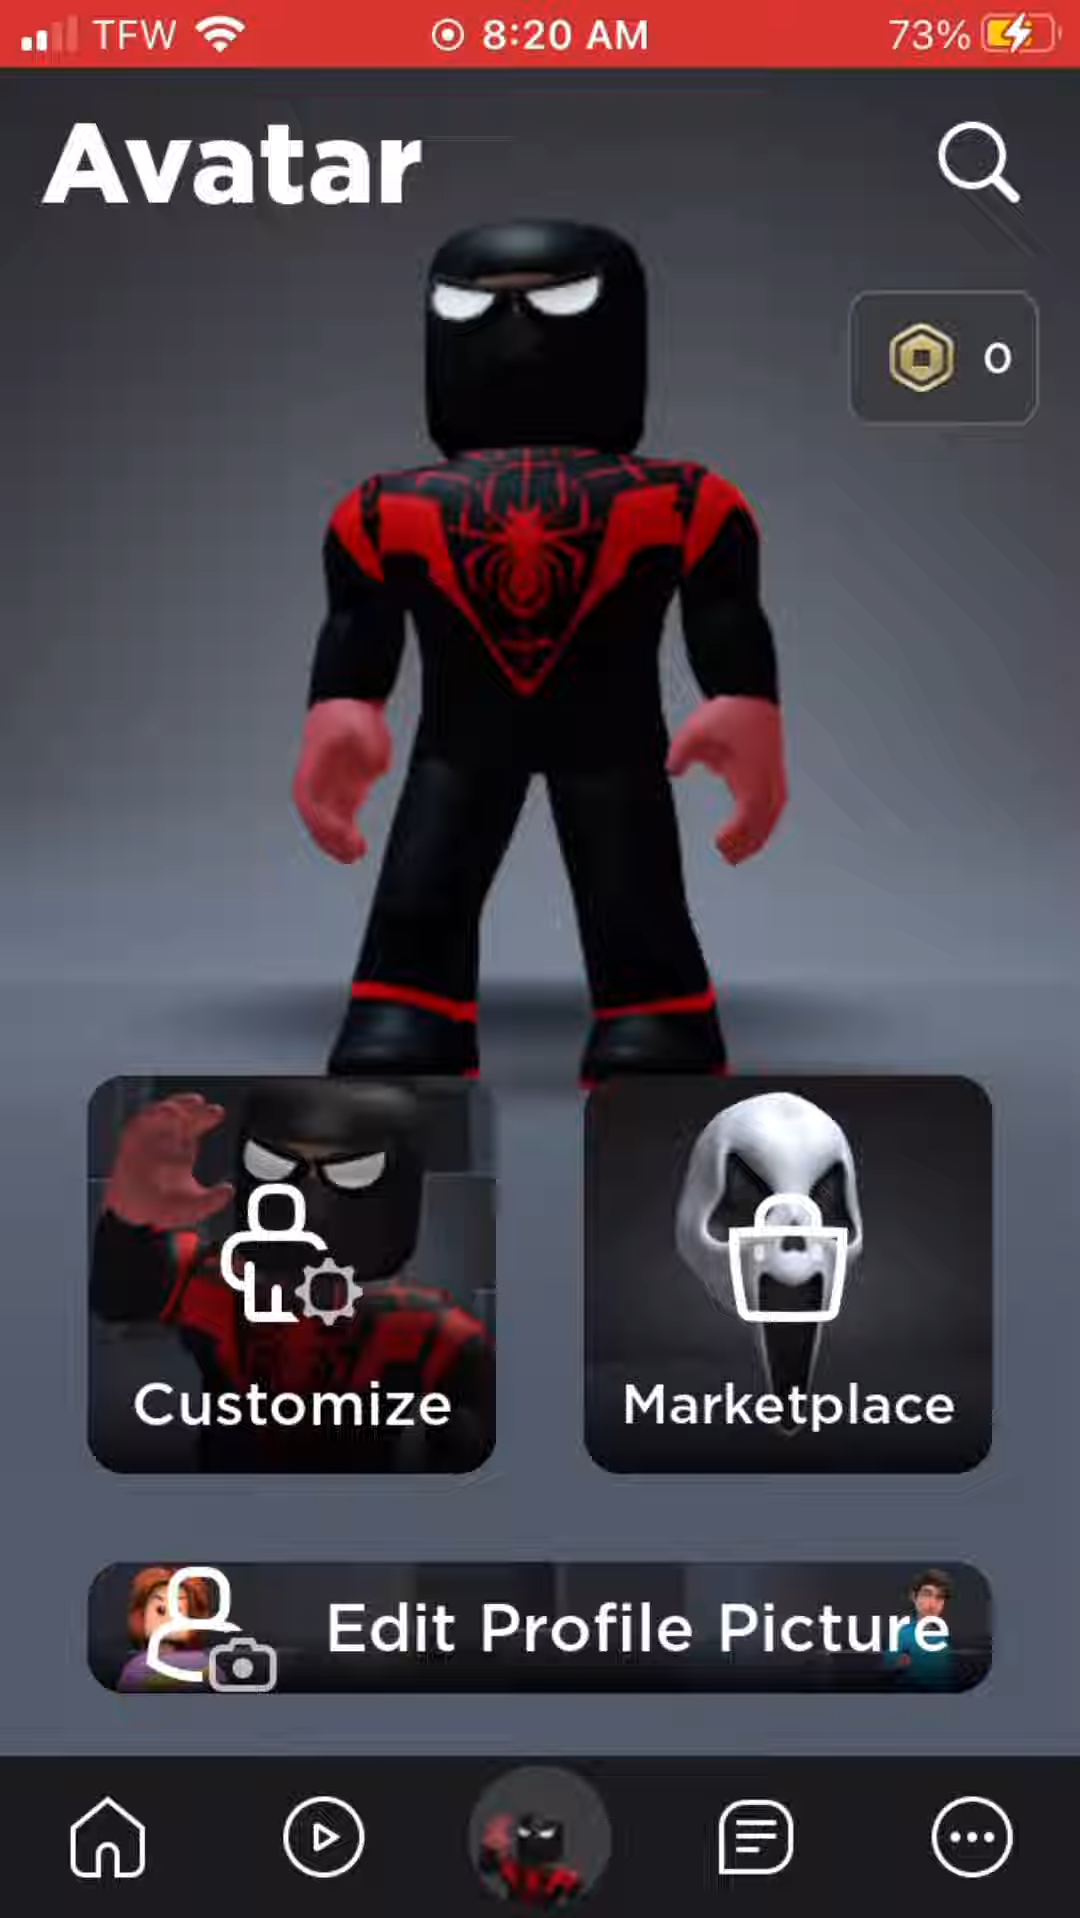 TFW 8:20 AM 73%
Avatar
0
Customize
Marketplace
Edit Profile Picture